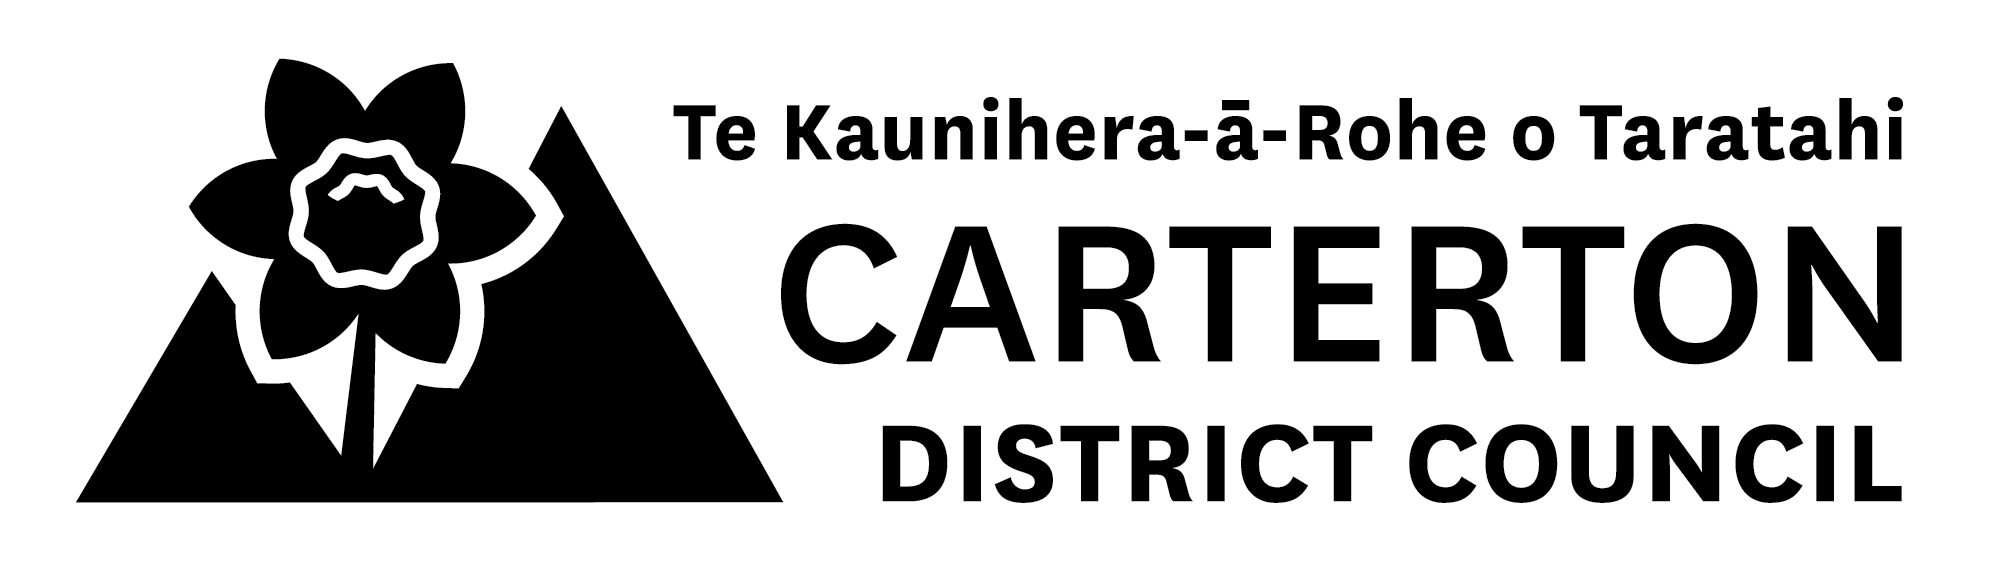 Te Kaunihera-ā-Rohe o Taratahi
CARTERTON
DISTRICT COUNCIL